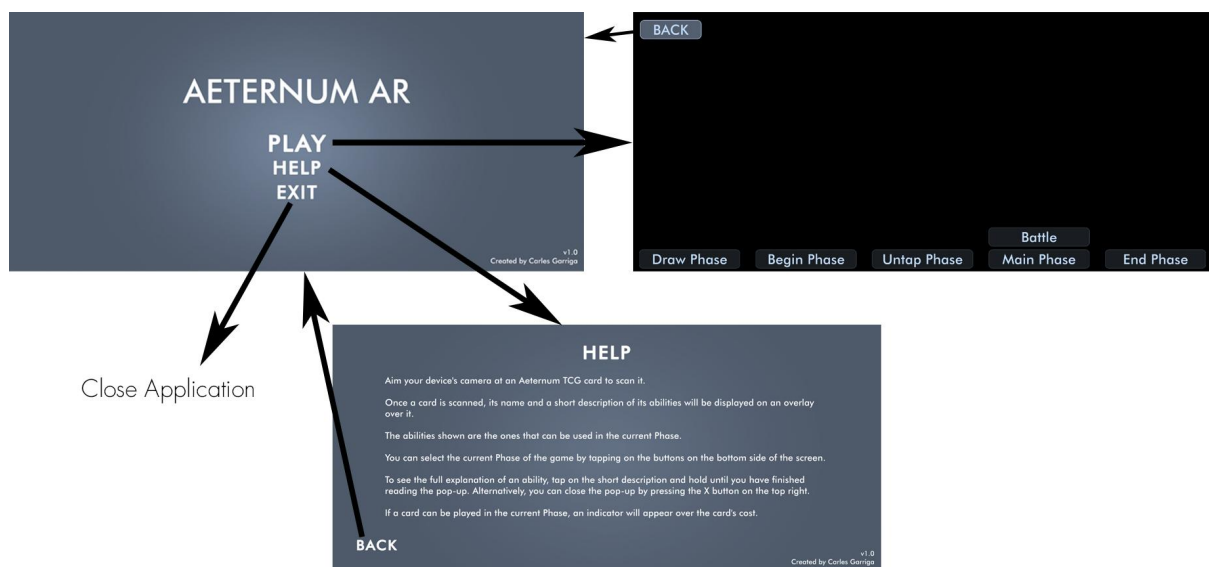 AETERNUM AR
PLAY
HELP
EXIT
v1.0
Created by Carles Garriga
BACK
Battle
Draw Phase
Begin Phase
Untap Phase
Main Phase
End Phase
Close Application
HELP
Aim your device's camera at an Aeternum TCG card to scan it.
Once a card is scanned, its name and a short description of its abilities will be displayed on an overlay
over it.
The abilities shown are the ones that can be used in the current Phase.
You can select the current Phase of the game by tapping on the buttons on the bottom side of the screen.
To see the full explanation of an ability, tap on the short description and hold until you have finished
reading the pop-up. Alternatively, you can close the pop-up by pressing the X button on the top right.
If a card can be played in the current Phase, an indicator will appear over the card's cost.
BACK
v1.0
Created by Carles Garriga